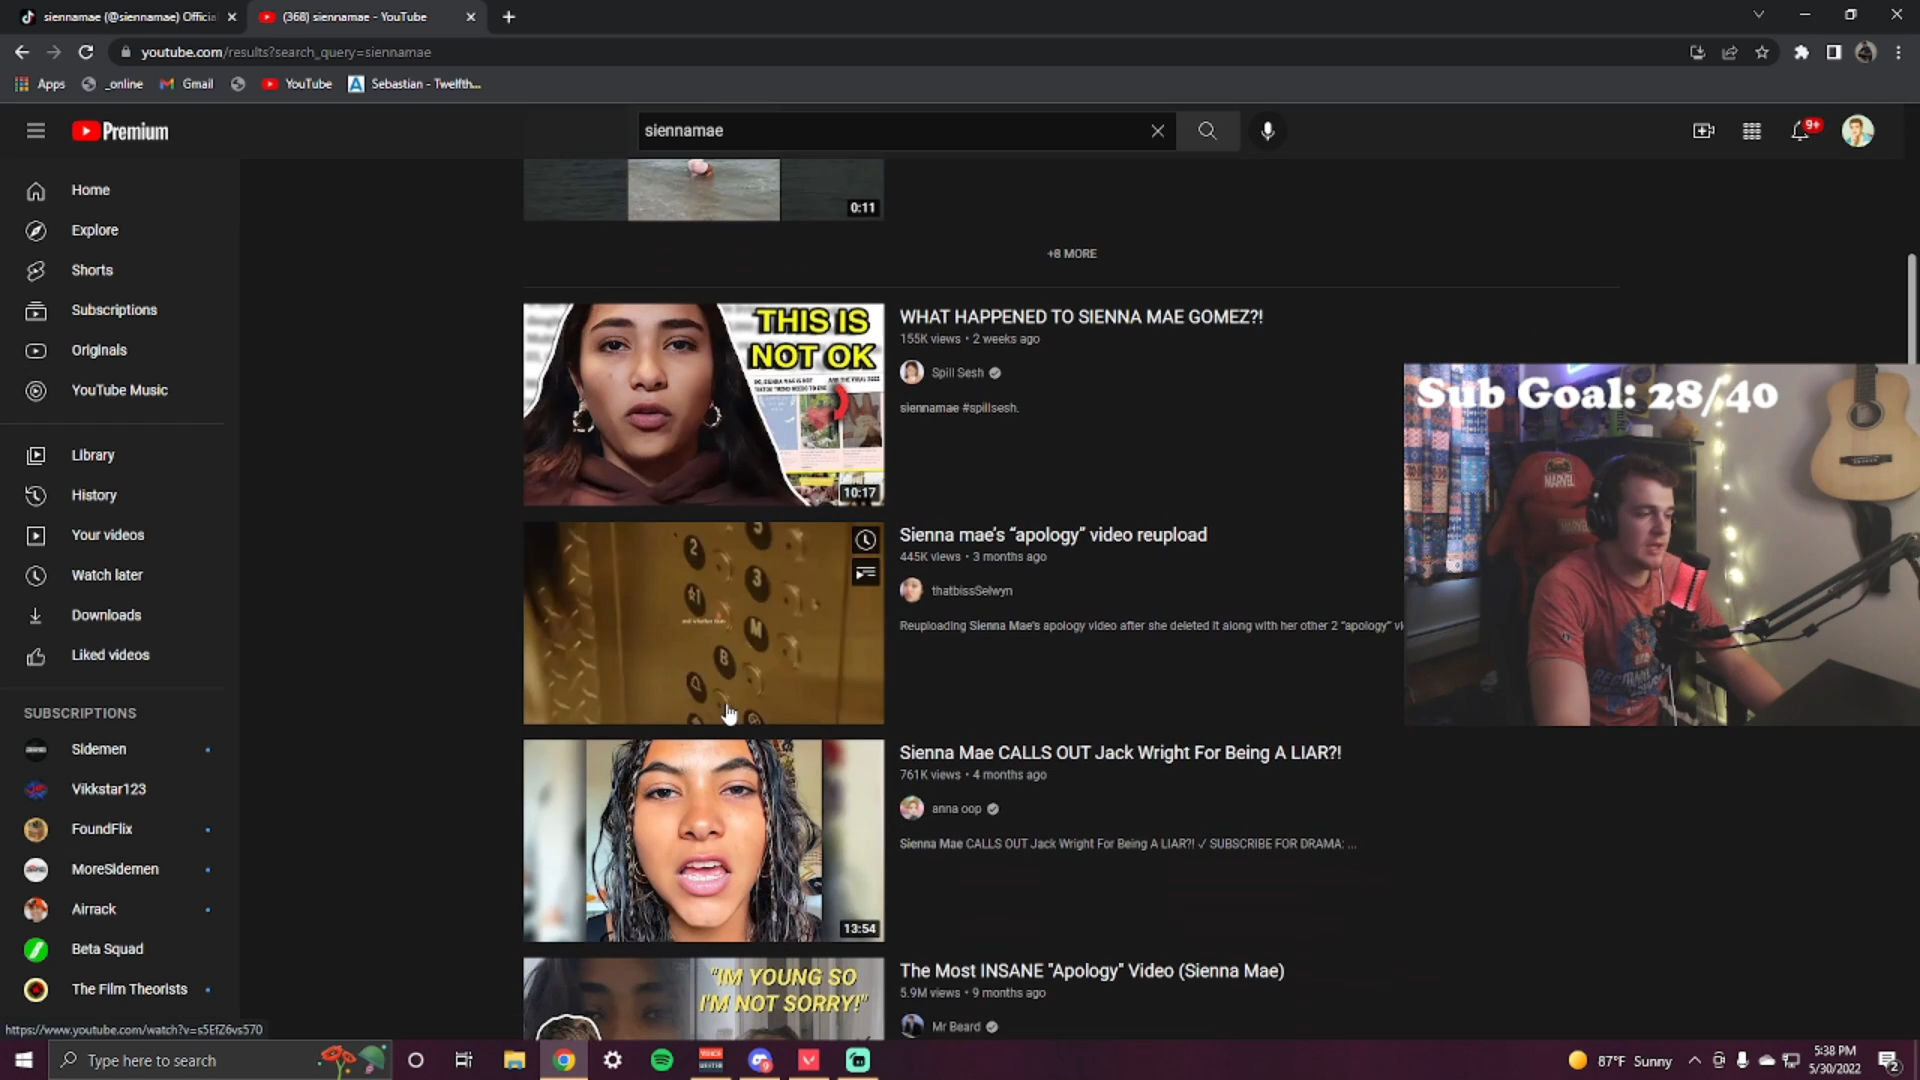 siennamae (@siennamae) Officia
(368) siennamae - YouTube
youtube.com/results?search_query=siennamae
Apps
_online
Gmail
YouTube
Sebastian - Twelfth...
Premium
siennamae
9+
Home
Explore
Shorts
Subscriptions
Originals
YouTube Music
Library
History
Your videos
Watch later
Downloads
Liked videos
SUBSCRIPTIONS
Sidemen
Vikkstar123
FoundFlix
MoreSidemen
Airrack
Beta Squad
The Film Theorists
0:11
+8 MORE
THIS IS
NOT OK
10:17
WHAT HAPPENED TO SIENNA MAE GOMEZ?!
155K views • 2 weeks ago
Spill Sesh
siennamae #spillsesh.
2
3
1
M
B
Sienna mae's “apology” video reupload
445K views • 3 months ago
thatbissSelwyn
Reuploading Sienna Mae's apology video after she deleted it along with her other 2 “apology” vi
13:54
Sienna Mae CALLS OUT Jack Wright For Being A LIAR?!
761K views • 4 months ago
anna oop
Sienna Mae CALLS OUT Jack Wright For Being A LIAR?! ✓ SUBSCRIBE FOR DRAMA: ...
"IM YOUNG SO
I'M NOT SORRY!"
The Most INSANE "Apology" Video (Sienna Mae)
5.9M views • 9 months ago
Mr Beard
Sub Goal: 28/40
MARVEL
https://www.youtube.com/watch?v=s5EfZ6vs570
Type here to search
87°F Sunny
5:38 PM
5/30/2022
2